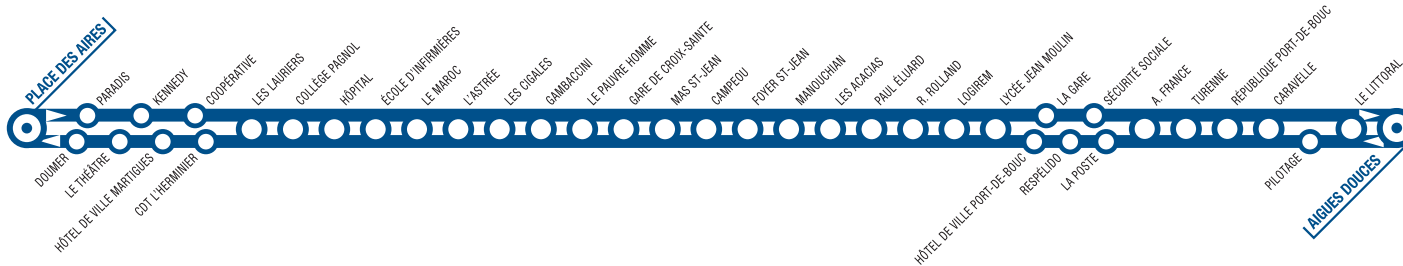 PLACE DES AIRES
PARADIS
KENNEDY
COOPÉRATIVE
LES LAURIERS
COLLÈGE PAGNOL
HÔPITAL
ÉCOLE D'INFIRMIÈRES
LE MAROC
L'ASTRÉE
LES CIGALES
GAMBACCINI
LE PAUVRE HOMME
GARE DE CROIX-SAINTE
MAS ST-JEAN
CAMPEOU
FOYER ST-JEAN
MANOUCHIAN
LES ACACIAS
PAUL ÉLUARD
R. ROLLAND
LOGIREM
LYCÉE JEAN MOULIN
LA GARE
SÉCURITÉ SOCIALE
A. FRANCE
TURENNE
RÉPUBLIQUE PORT-DE-BOUC
CARAVELLE
LE LITTORAL
DOUMER
LE THÉÂTRE
HÔTEL DE VILLE MARTIGUES
CDT L'HERMINIER
HÔTEL DE VILLE PORT-DE-BOUC
RESPÉLIDO
LA POSTE
PILOTAGE
AIGUES DOUCES